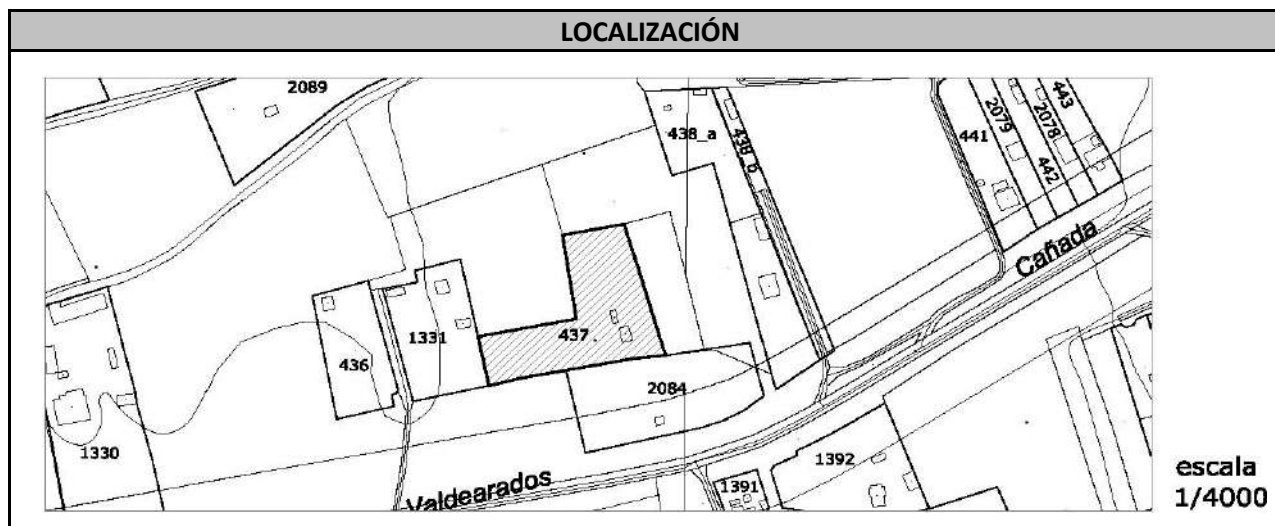 LOCALIZACIÓN
2089
438_a
438_b
441
2079
442
2078
443
Cañada
437
1331
436
2084
1330
Valdearados
1391
1392
escala
1/4000